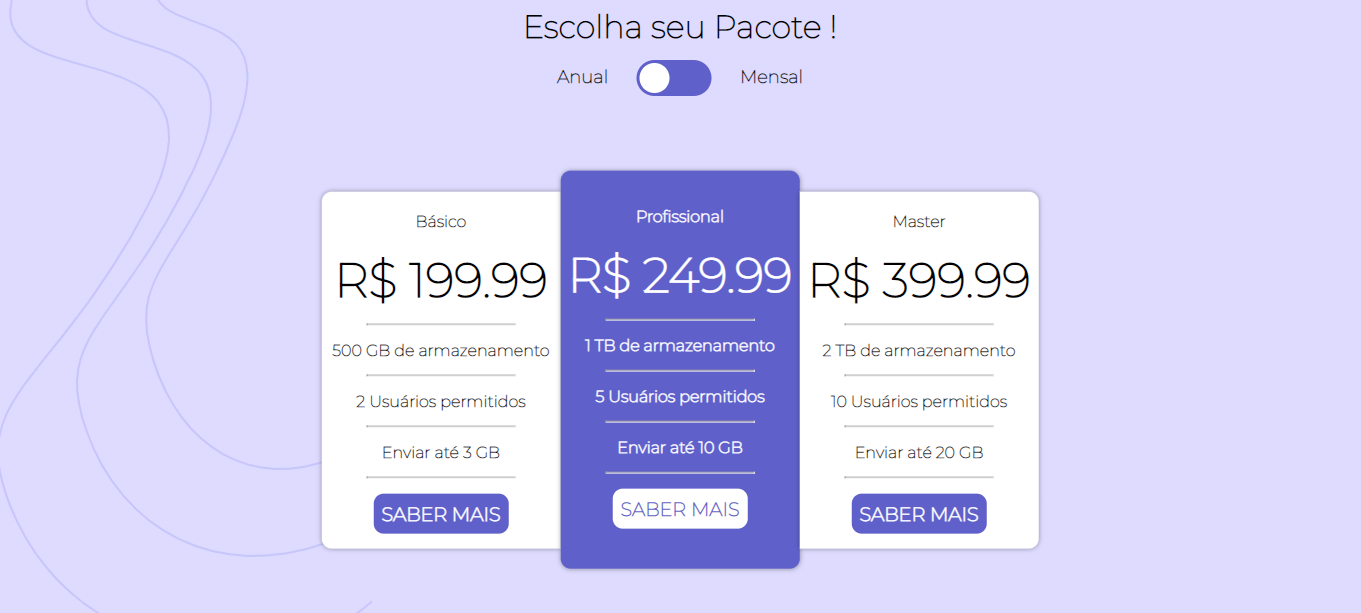 Escolha seu Pacote !
Anual
Mensal
Básico
R$ 199.99
500 GB de armazenamento
2 Usuários permitidos
Enviar até 3 GB
SABER MAIS
Profissional
R$ 249.99
1 TB de armazenamento
5 Usuários permitidos
Enviar até 10 GB
SABER MAIS
Master
R$ 399.99
2 TB de armazenamento
10 Usuários permitidos
Enviar até 20 GB
SABER MAIS